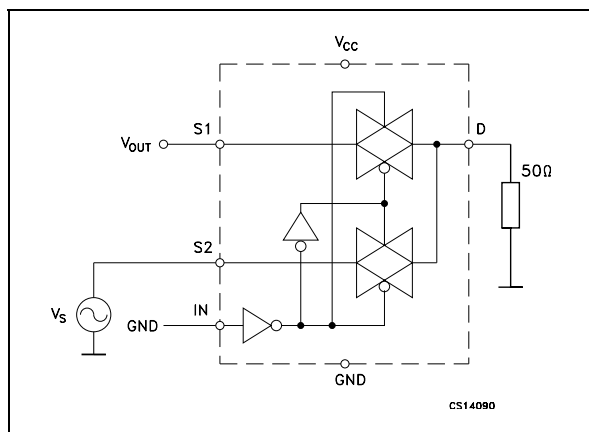 VCC
S1
D
VOUT
50Ω
S2
IN
VS
GND
GND
CS14090